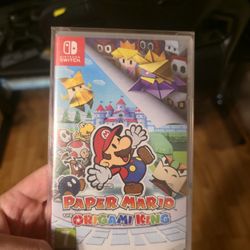 NINTENDO
SWITCH
PAPER MARIO
THE ORIGAMI KING